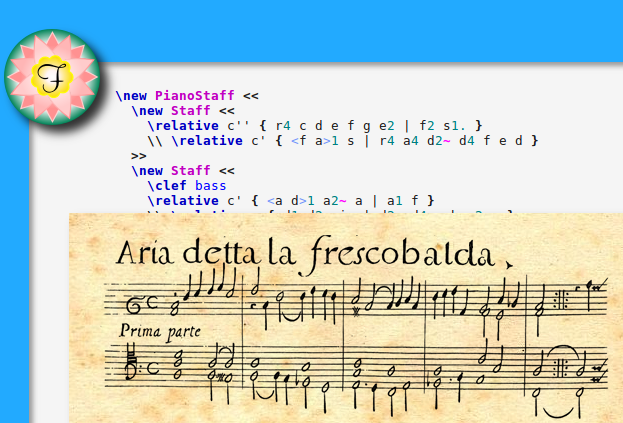 F
\new PianoStaff <<
\new Staff <<
\relative c'' { r4 c d e f g e2 | f2 s1. }
\\ \relative c' { <f a>1 s | r4 a4 d2~ d4 f e d }
>>
\new Staff <<
\clef bass
\relative c' { <a d>1 a2~ a | a1 f }
Aria detta la frescobalda.
Prima parte